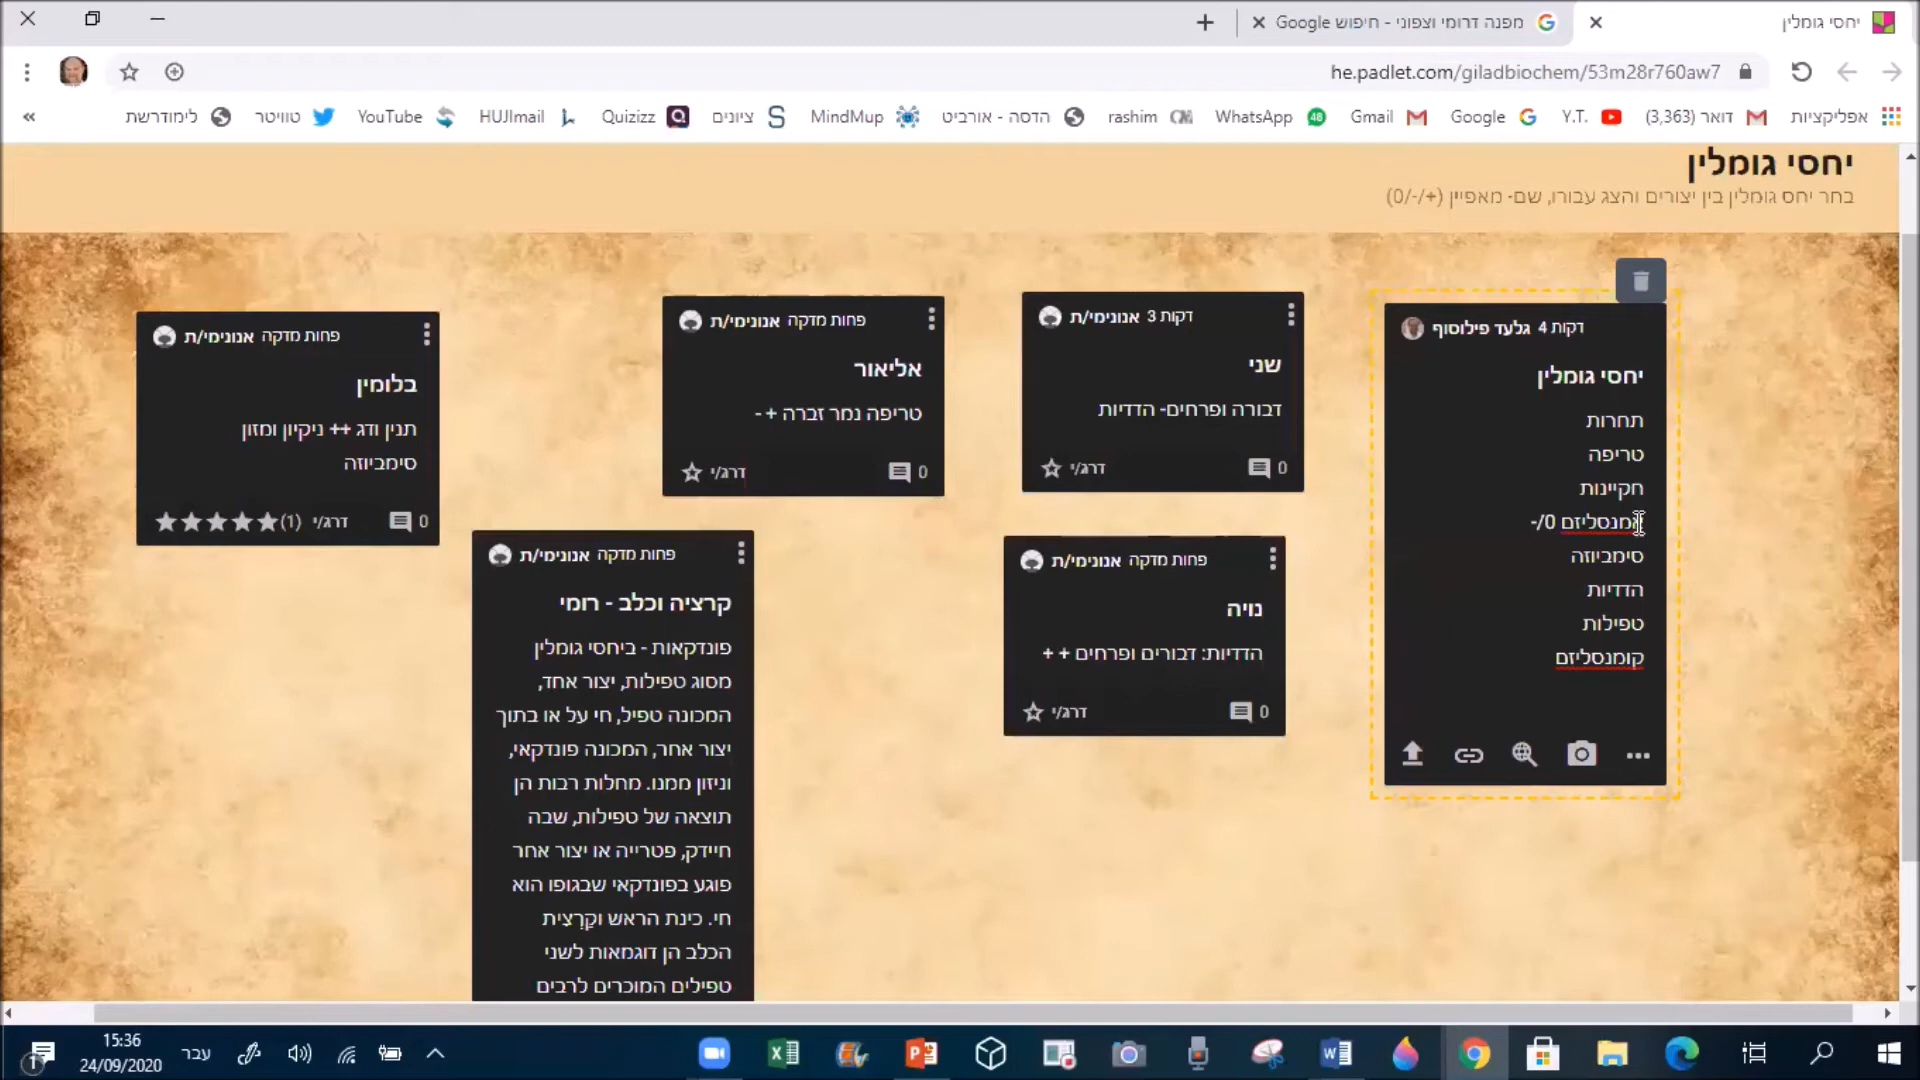 יחסי גומלין
מפנה דרומי וצפוני - חיפוש Google
he.padlet.com/giladbiochem/53m28r760aw7
אפליקציות
דואר (3,363)
Y.T.
Google
Gmail
WhatsApp
48
rashim
הדסה - אורביט
MindMup
ציונים
Quizizz
HUJImail
YouTube
טוויטר
לימודרשת
»
יחסי גומלין
בחר יחס גומלין בין יצורים והצג עבורו, שם- מאפיין (+/-/0)
גלעד פילוסוף 4 דקות
יחסי גומלין
תחרות
טריפה
חקיינות
אמנסליזם 0/-
סימביוזה
הדדיות
טפילות
קומנסליזם
אנונימי/ת 3 דקות
שני
דבורה ופרחים- הדדיות
דרג/י
0
אנונימי/ת פחות מדקה
נויה
הדדיות: דבורים ופרחים + +
דרג/י
0
אנונימי/ת פחות מדקה
אליאור
טריפה נמר זברה + -
דרג/י
0
אנונימי/ת פחות מדקה
קרציה וכלב - רומי
פונדקאות - ביחסי גומלין
מסוג טפילות, יצור אחד,
המכונה טפיל, חי על או בתוך
יצור אחר, המכונה פונדקאי,
וניזון ממנו. מחלות רבות הן
תוצאה של טפילות, שבה
חיידק, פטרייה או יצור אחר
פוגע בפונדקאי שבגופו הוא
חי. כינת הראש וקַרְצִית
הכלב הן דוגמאות לשני
טפילים המוכרים לרבים
אנונימי/ת פחות מדקה
בלומין
תנין ודג ++ ניקיון ומזון
סימביוזה
(1) דרג/י
0
15:36
24/09/2020
עבר
1